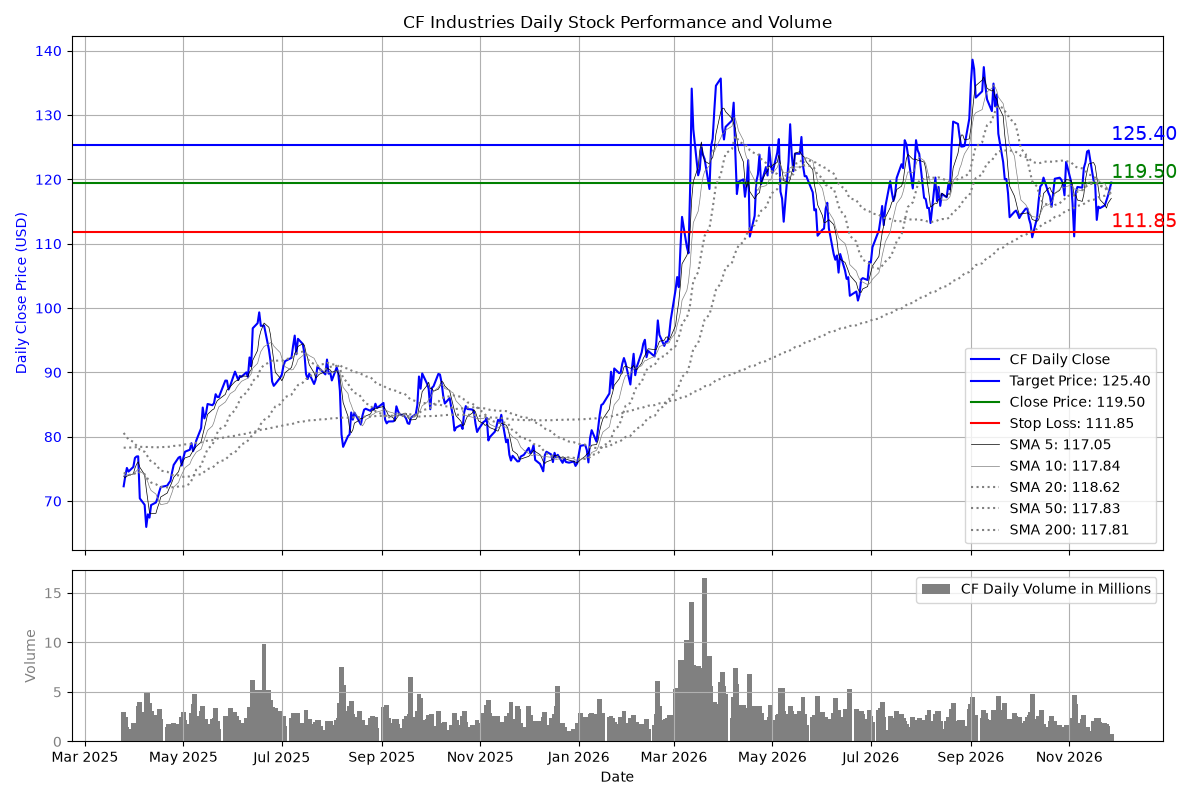 CF Industries Daily Stock Performance and Volume
140
130
120
110
100
90
80
70
Daily Close Price (USD)
125.40
119.50
111.85
CF Daily Close
Target Price: 125.40
Close Price: 119.50
Stop Loss: 111.85
SMA 5: 117.05
SMA 10: 117.84
SMA 20: 118.62
SMA 50: 117.83
SMA 200: 117.81
15
10
5
0
Volume
CF Daily Volume in Millions
Mar 2025 May 2025 Jul 2025 Sep 2025 Nov 2025 Jan 2026 Mar 2026 May 2026 Jul 2026 Sep 2026 Nov 2026
Date